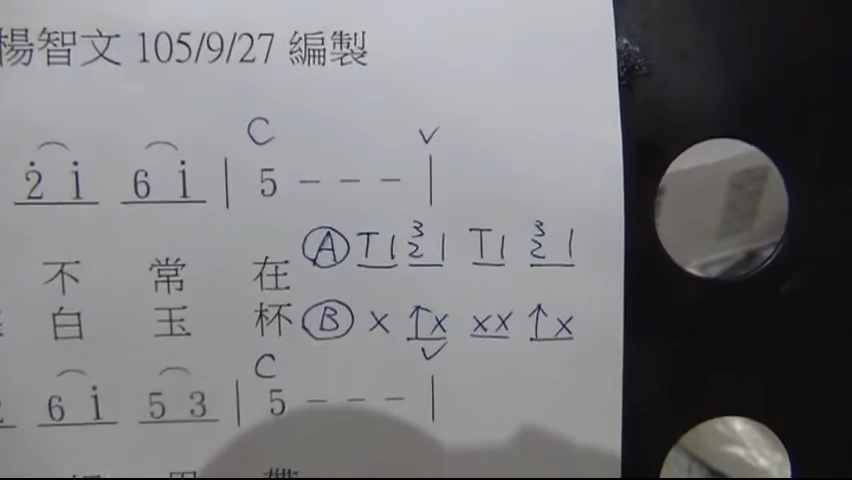 楊智文 105/9/27 編製
C ∨
2̇ 1̇ 6 1̇ | 5 - - - |
不 常 在 Ⓐ T1 3/2 1 T1 3/2 1
白 玉 杯 Ⓑ X ↑X XX ↑X
C ∨
6 1̇ 5 3 | 5 - - - |